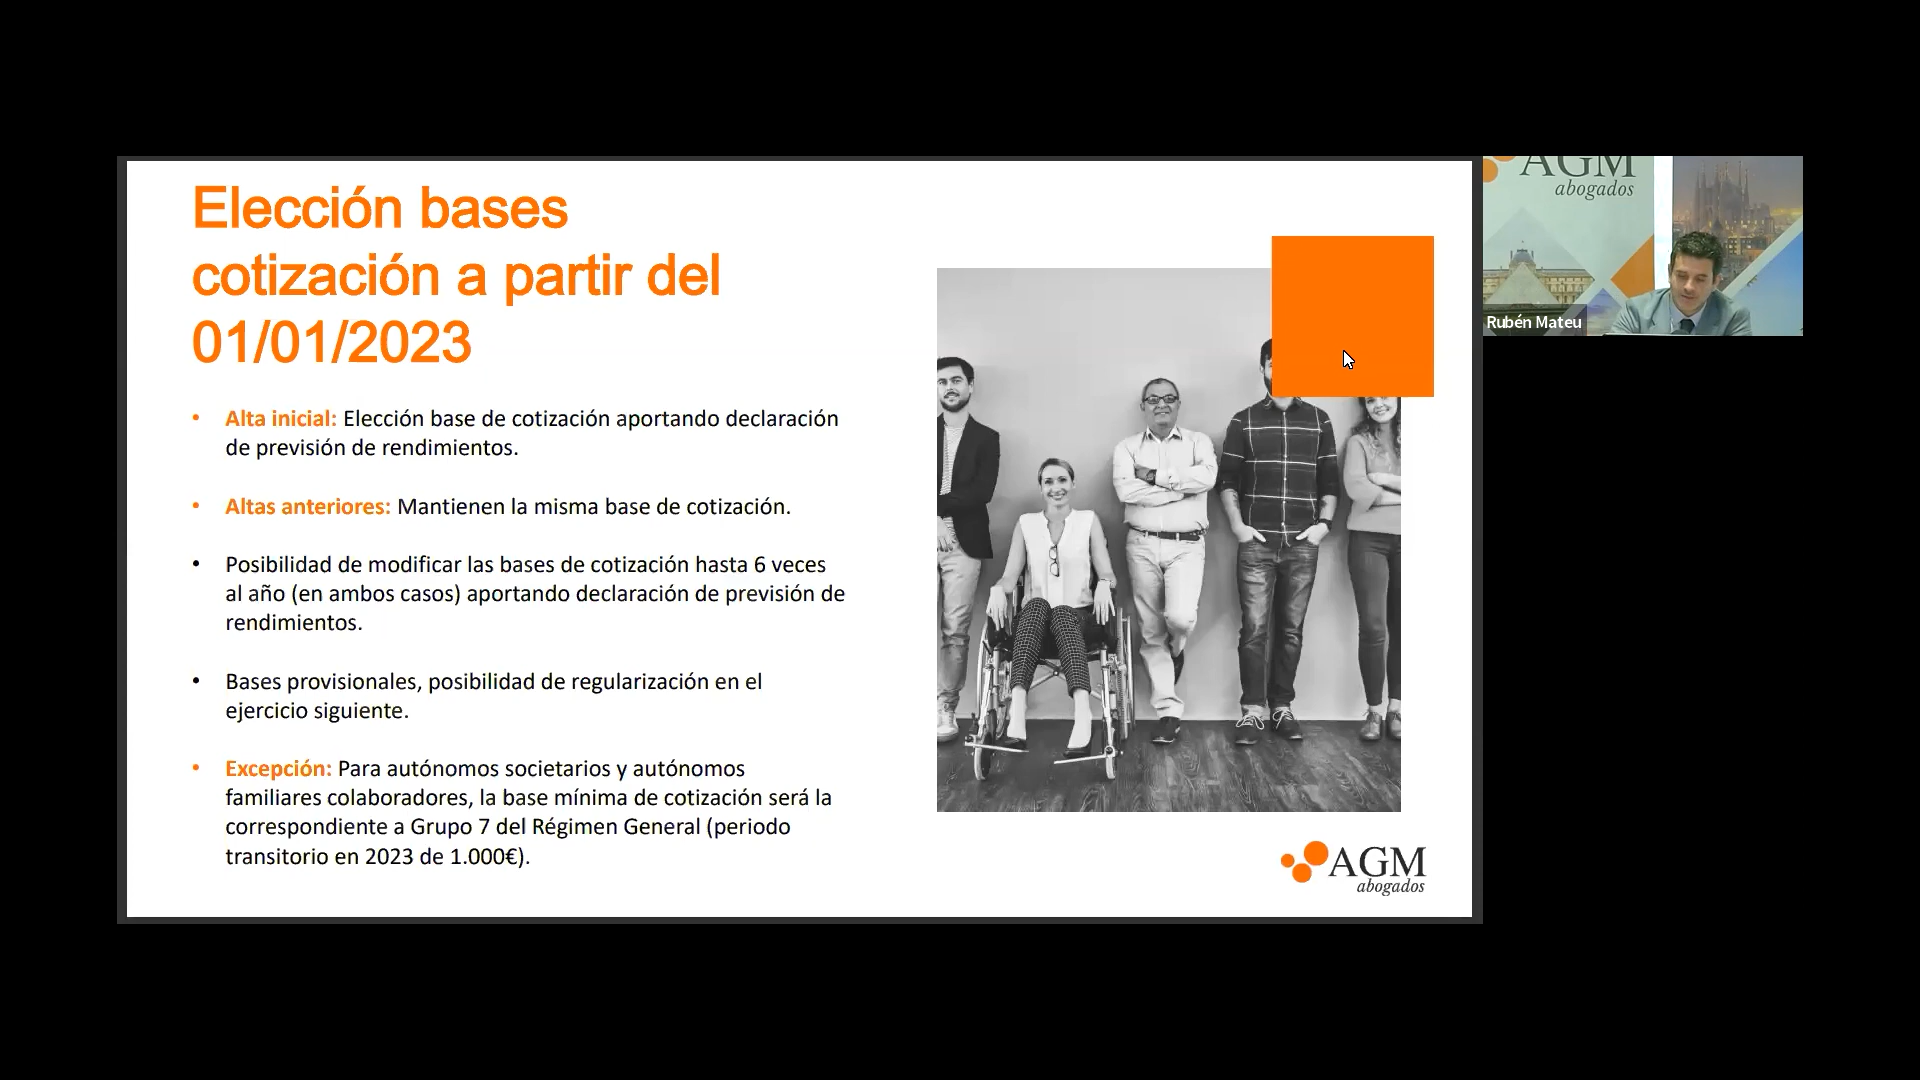 Elección bases
cotización a partir del
01/01/2023
• Alta inicial: Elección base de cotización aportando declaración
de previsión de rendimientos.
• Altas anteriores: Mantienen la misma base de cotización.
• Posibilidad de modificar las bases de cotización hasta 6 veces
al año (en ambos casos) aportando declaración de previsión de
rendimientos.
• Bases provisionales, posibilidad de regularización en el
ejercicio siguiente.
• Excepción: Para autónomos societarios y autónomos
familiares colaboradores, la base mínima de cotización será la
correspondiente a Grupo 7 del Régimen General (periodo
transitorio en 2023 de 1.000€).
AGM
abogados
AGM
abogados
Rubén Mateu